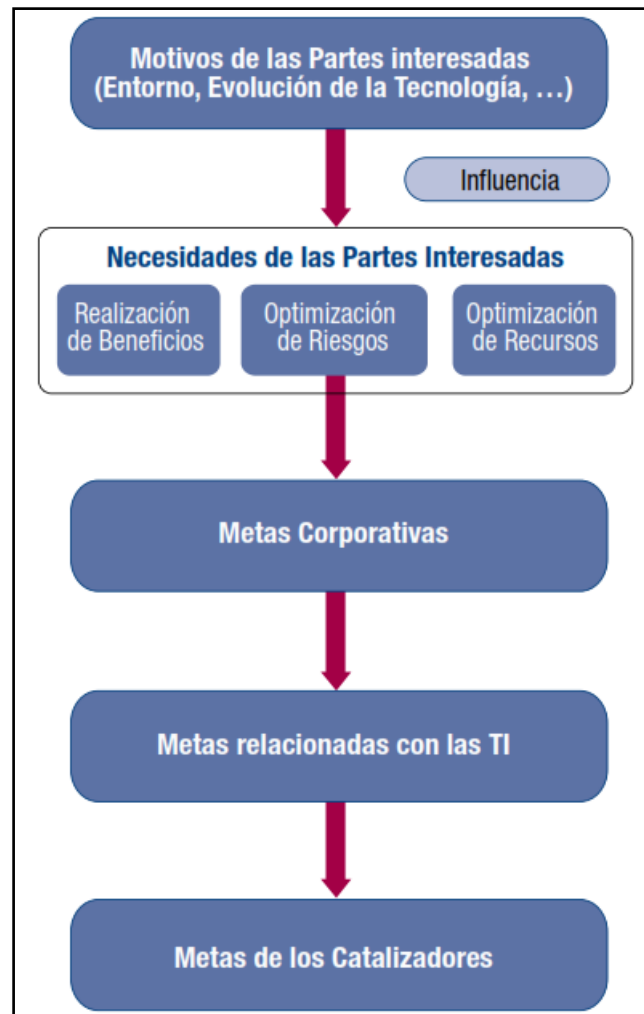 Motivos de las Partes interesadas
(Entorno, Evolución de la Tecnología, …)
Influencia
Necesidades de las Partes Interesadas
Realización
de Beneficios
Optimización
de Riesgos
Optimización
de Recursos
Metas Corporativas
Metas relacionadas con las TI
Metas de los Catalizadores